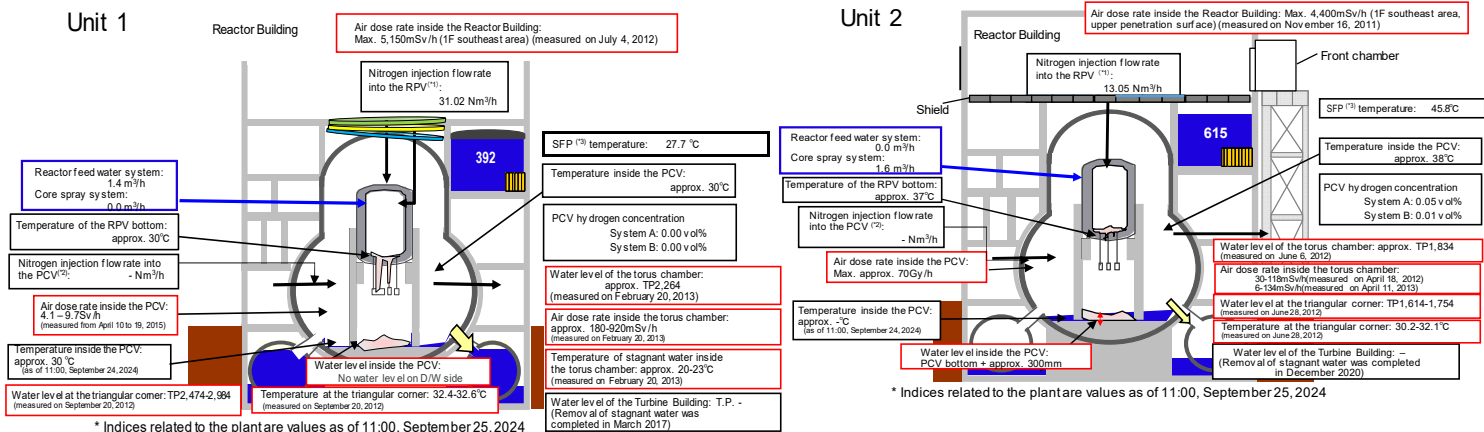 Unit 1
Reactor Building
Air dose rate inside the Reactor Building:
Max. 5,150mSv/h (1F southeast area) (measured on July 4, 2012)
Nitrogen injection flow rate
into the RPV(*1):
31.02 Nm³/h
392
SFP (*3) temperature: 27.7 ℃
Reactor feed water system:
1.4 m³/h
Core spray system:
0.0 m³/h
Temperature inside the PCV:
approx. 30℃
Temperature of the RPV bottom:
approx. 30℃
PCV hydrogen concentration
System A: 0.00 vol%
System B: 0.00 vol%
Nitrogen injection flow rate into
the PCV(*2): - Nm³/h
Water level of the torus chamber:
approx. TP2,264
(measured on February 20, 2013)
Air dose rate inside the PCV:
4.1 – 9.7Sv/h
(measured from April 10 to 19, 2015)
Air dose rate inside the torus chamber:
approx. 180-920mSv/h
(measured on February 20, 2013)
Temperature inside the PCV:
approx. 30 ℃
(as of 11:00, September 24, 2024)
Water level inside the PCV:
No water level on D/W side
Temperature of stagnant water inside
the torus chamber: approx. 20-23℃
(measured on February 20, 2013)
Water level at the triangular corner: TP2,474-2,984
(measured on September 20, 2012)
Temperature at the triangular corner: 32.4-32.6℃
(measured on September 20, 2012)
Water level of the Turbine Building: T.P. -
(Removal of stagnant water was
completed in March 2017)
* Indices related to the plant are values as of 11:00, September 25, 2024
Unit 2
Air dose rate inside the Reactor Building: Max. 4,400mSv/h (1F southeast area,
upper penetration surface) (measured on November 16, 2011)
Reactor Building
Front chamber
Nitrogen injection flow rate
into the RPV (*1):
13.05 Nm³/h
Shield
615
SFP (*3) temperature: 45.8℃
Reactor feed water system:
0.0 m³/h
Core spray system:
1.6 m³/h
Temperature inside the PCV:
approx. 38℃
Temperature of the RPV bottom:
approx. 37℃
PCV hydrogen concentration
System A: 0.05 vol%
System B: 0.01 vol%
Nitrogen injection flow rate
into the PCV (*2):
- Nm³/h
Water level of the torus chamber: approx. TP1,834
(measured on June 6, 2012)
Air dose rate inside the PCV:
Max. approx. 70Gy/h
Air dose rate inside the torus chamber:
30-118mSv/h(measured on April 18, 2012)
6-134mSv/h(measured on April 11, 2013)
Water level at the triangular corner: TP1,614-1,754
(measured on June 28, 2012)
Temperature inside the PCV:
approx. -℃
(as of 11:00, September 24, 2024)
Temperature at the triangular corner: 30.2-32.1℃
(measured on June 28, 2012)
Water level inside the PCV:
PCV bottom + approx. 300mm
Water level of the Turbine Building: –
(Removal of stagnant water was completed
in December 2020)
* Indices related to the plant are values as of 11:00, September 25, 2024